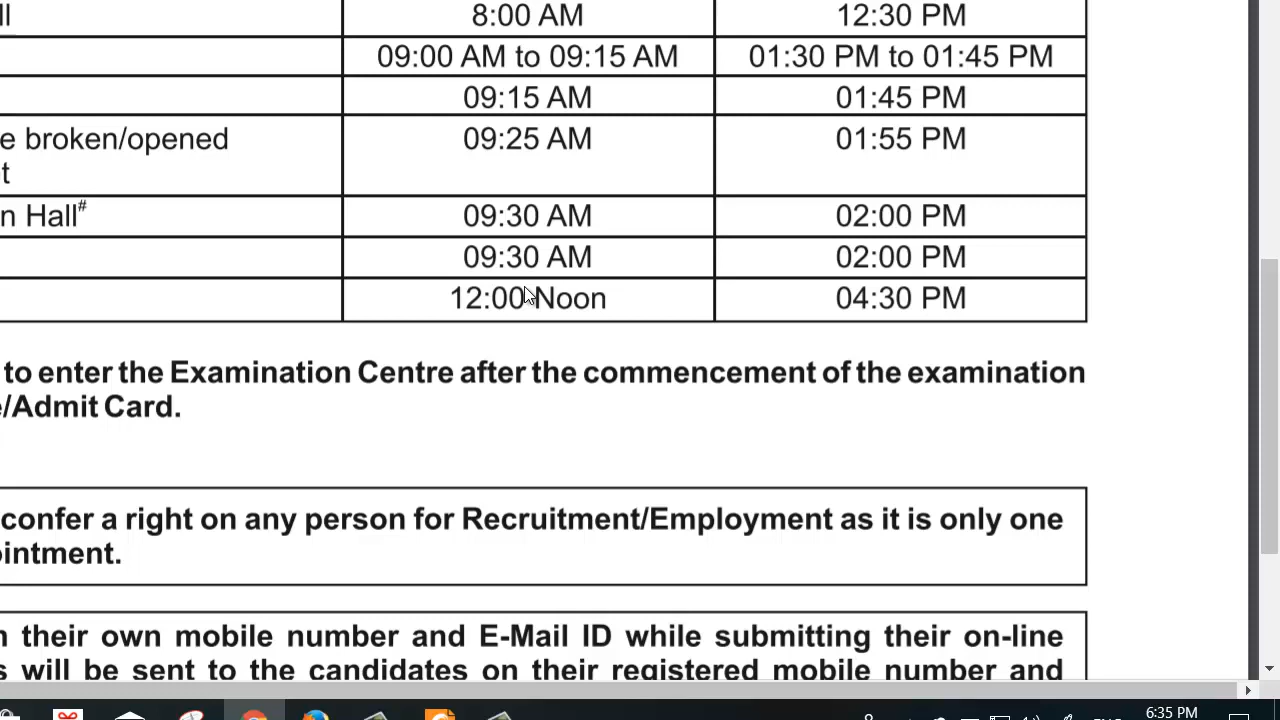 ll 8:00 AM 12:30 PM
09:00 AM to 09:15 AM 01:30 PM to 01:45 PM
09:15 AM 01:45 PM
e broken/opened 09:25 AM 01:55 PM
t
n Hall# 09:30 AM 02:00 PM
09:30 AM 02:00 PM
12:00 Noon 04:30 PM
to enter the Examination Centre after the commencement of the examination
e/Admit Card.
confer a right on any person for Recruitment/Employment as it is only one
ointment.
n their own mobile number and E-Mail ID while submitting their on-line
s will be sent to the candidates on their registered mobile number and
6:35 PM